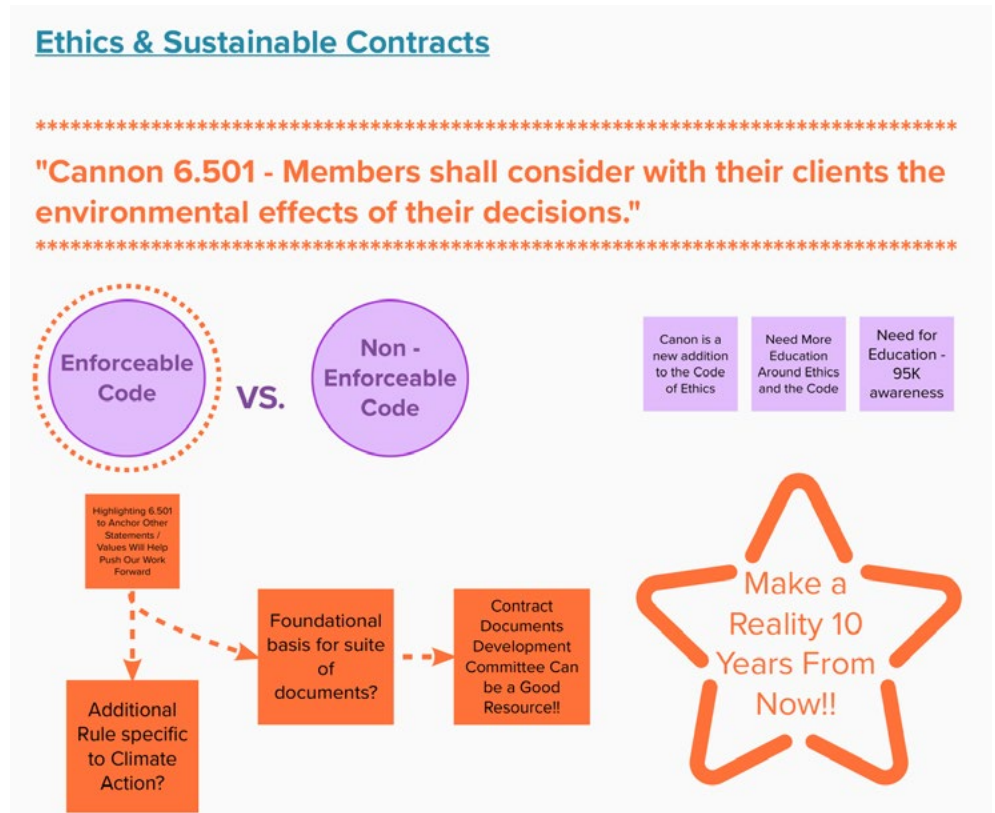 Ethics & Sustainable Contracts
********************************************************************************
"Cannon 6.501 - Members shall consider with their clients the
environmental effects of their decisions."
********************************************************************************
Enforceable
Code
VS.
Non -
Enforceable
Code
Canon is a
new addition
to the Code
of Ethics
Need More
Education
Around Ethics
and the Code
Need for
Education -
95K
awareness
Highlighting 6.501
to Anchor Other
Statements /
Values Will Help
Push Our Work
Forward
Additional
Rule specific
to Climate
Action?
Foundational
basis for suite
of
documents?
Contract
Documents
Development
Committee Can
be a Good
Resource!!
Make a
Reality 10
Years From
Now!!